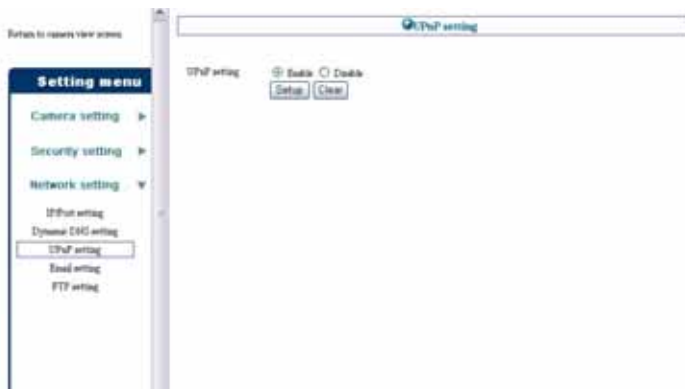 Return to camera view screen
UPnP setting
Setting menu
UPnP setting
Enable
Disable
Setup
Clear
Camera setting
Security setting
Network setting
IP/Port setting
Dynamic DNS setting
UPnP setting
Email setting
FTP setting